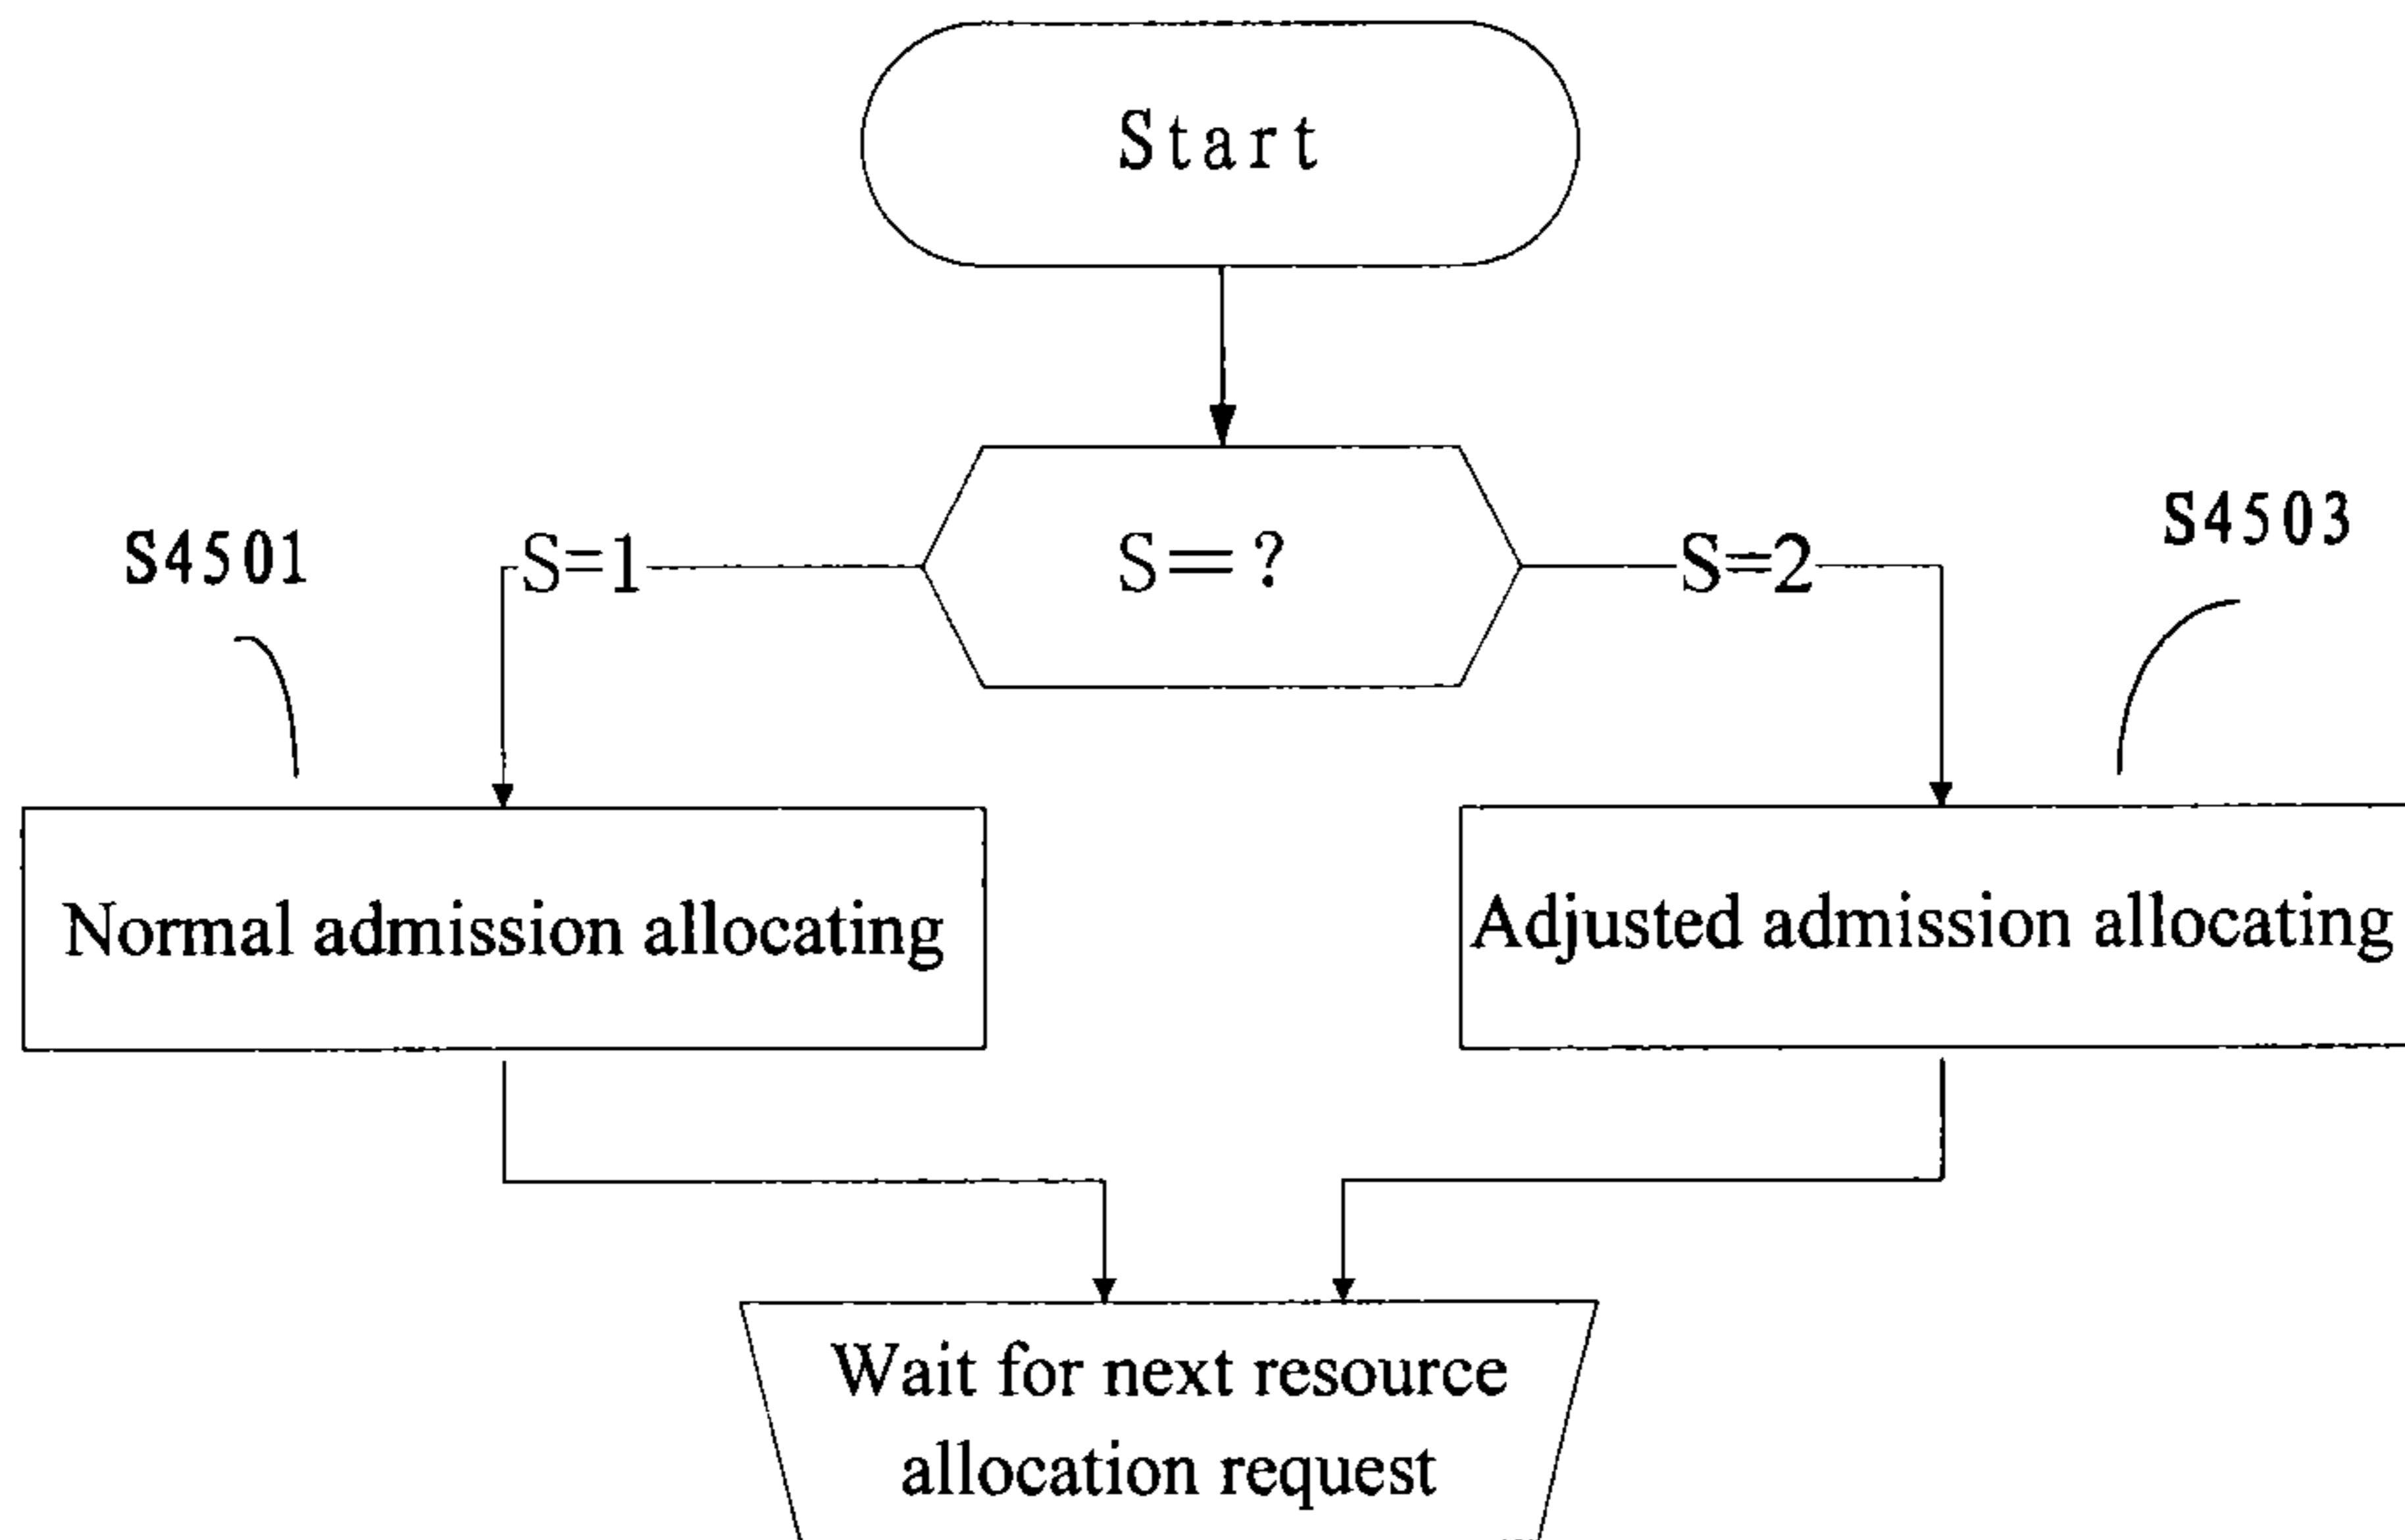 Start
S4501
S=1
S=?
S=2
S4503
Normal admission allocating
Adjusted admission allocating
Wait for next resource
allocation request